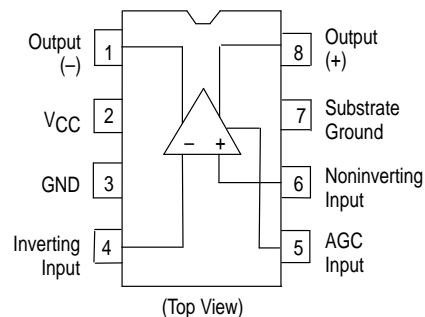 Output
(–)
1
8
Output
(+)
VCC
2
7
Substrate
Ground
– +
GND
3
6
Noninverting
Input
Inverting
Input
4
5
AGC
Input
(Top View)